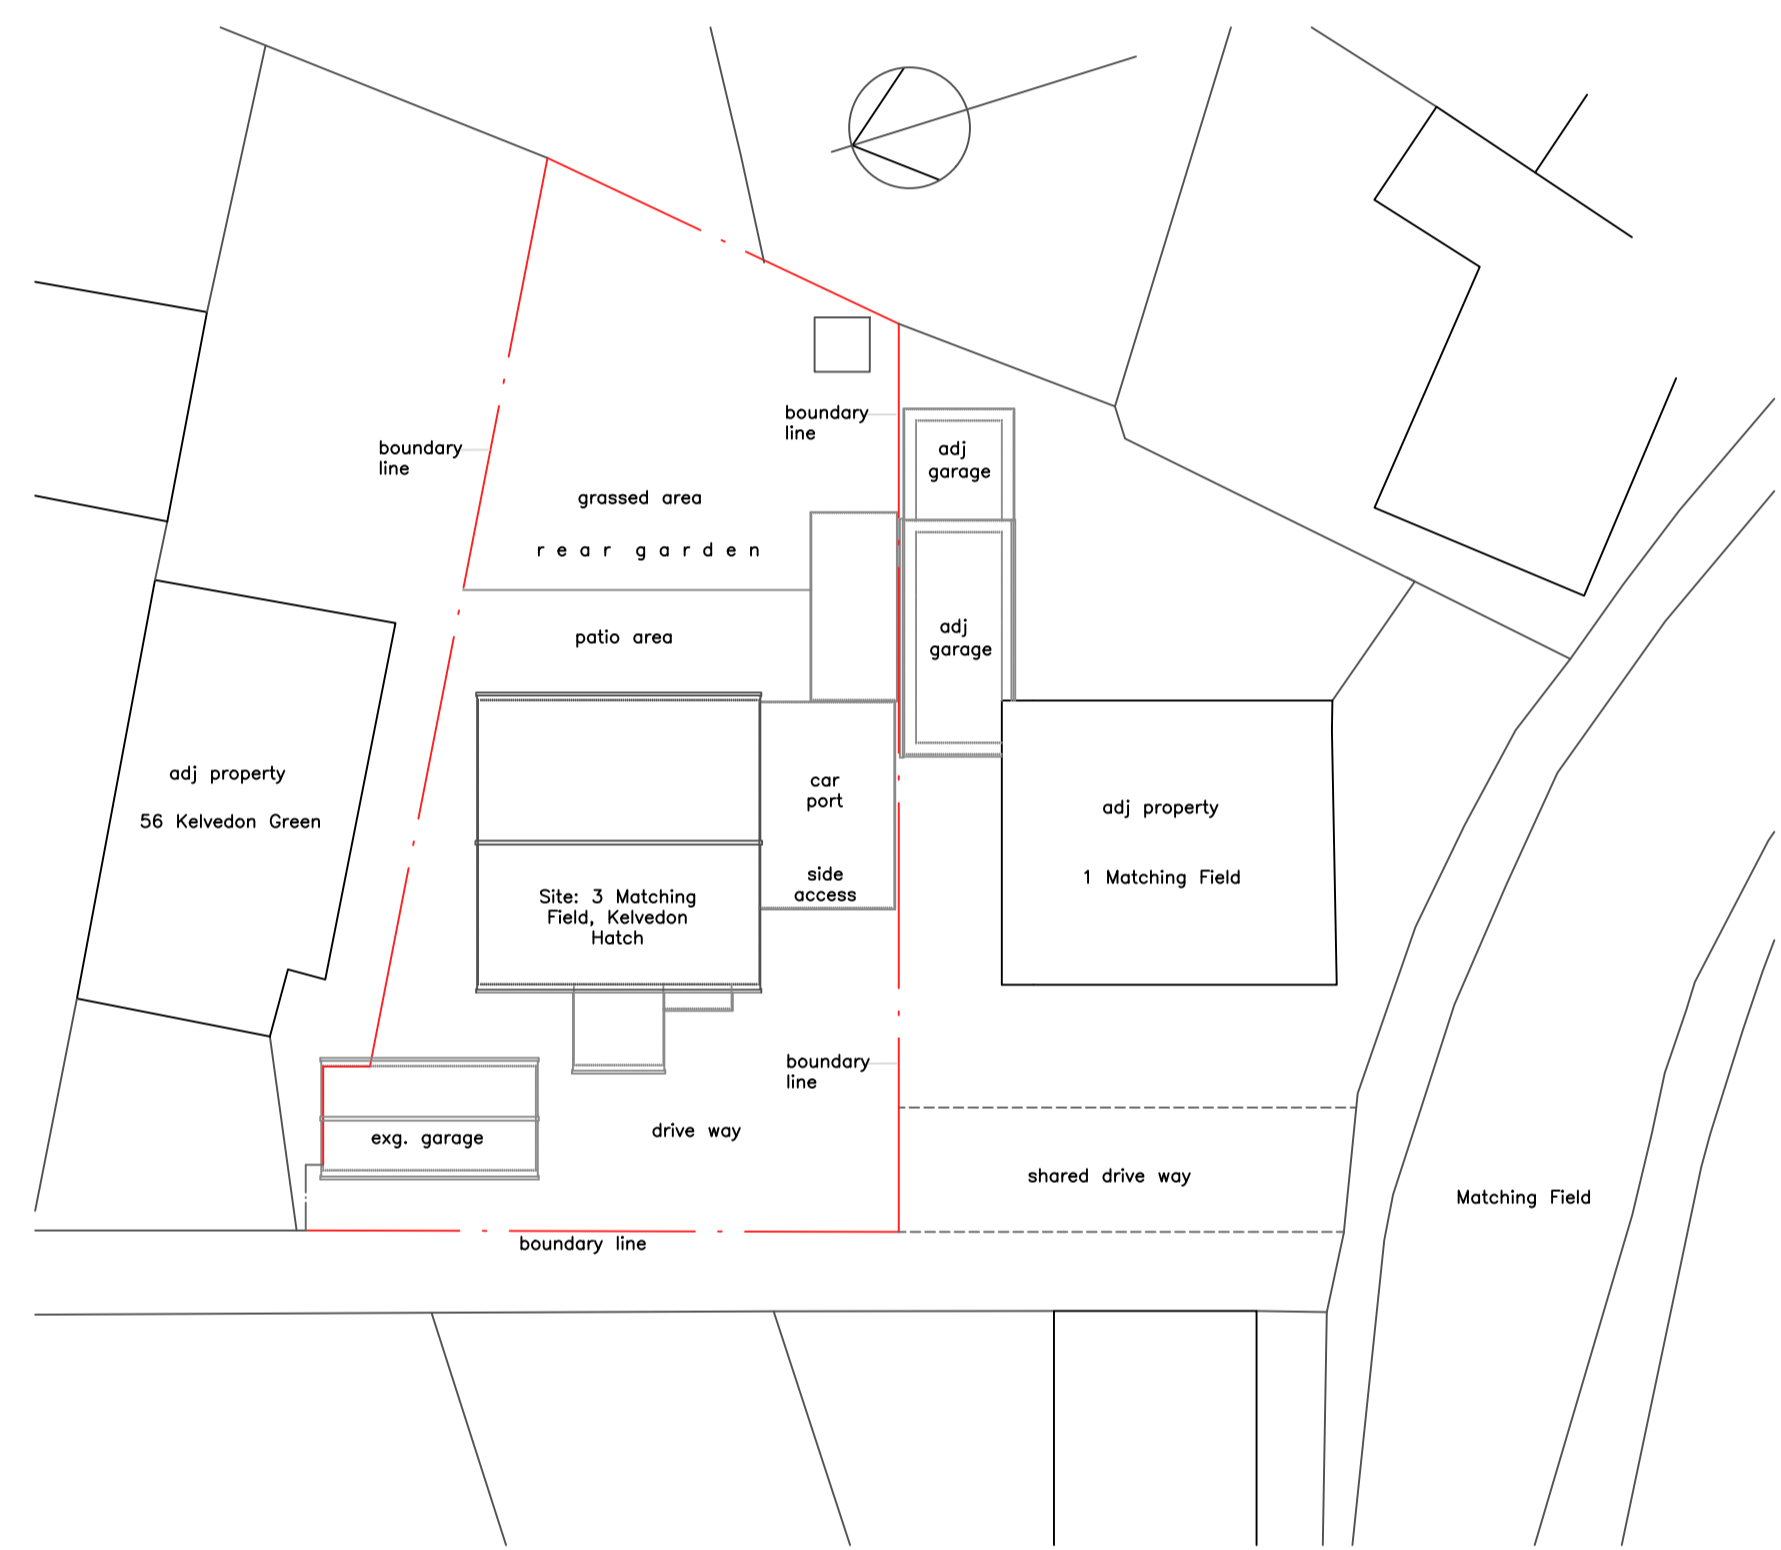 boundary
line
boundary
line
adj
garage
grassed area
rear garden
patio area
adj
garage
adj property
56 Kelvedon Green
car
port
side
access
adj property
1 Matching Field
Site: 3 Matching
Field, Kelvedon
Hatch
boundary
line
exg. garage
drive way
shared drive way
Matching Field
boundary line